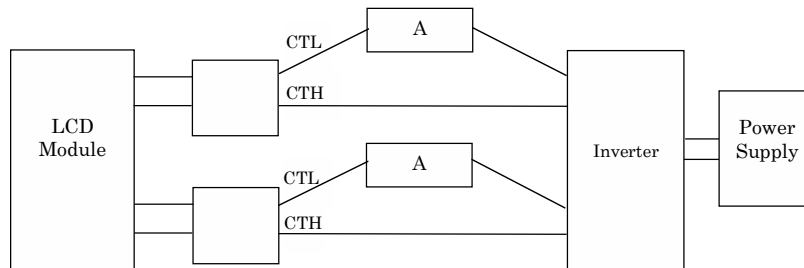 CTL
A
CTH
LCD
Module
Inverter
Power
Supply
CTL
A
CTH